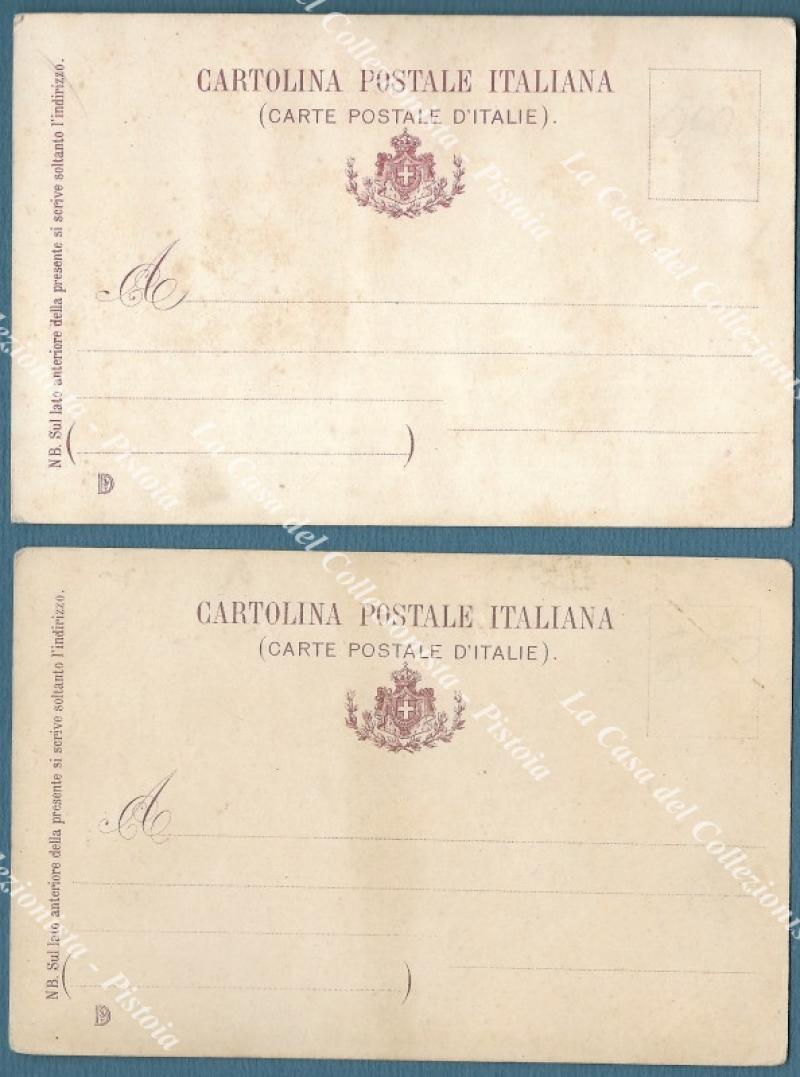 CARTOLINA POSTALE ITALIANA
(CARTE POSTALE D'ITALIE).
A
NB. Sul lato anteriore della presente si scrive soltanto l'indirizzo.
CARTOLINA POSTALE ITALIANA
(CARTE POSTALE D'ITALIE).
A
NB. Sul lato anteriore della presente si scrive soltanto l'indirizzo.
La Casa del Collezionista - Pistoia
La Casa del Collezionista - Pistoia